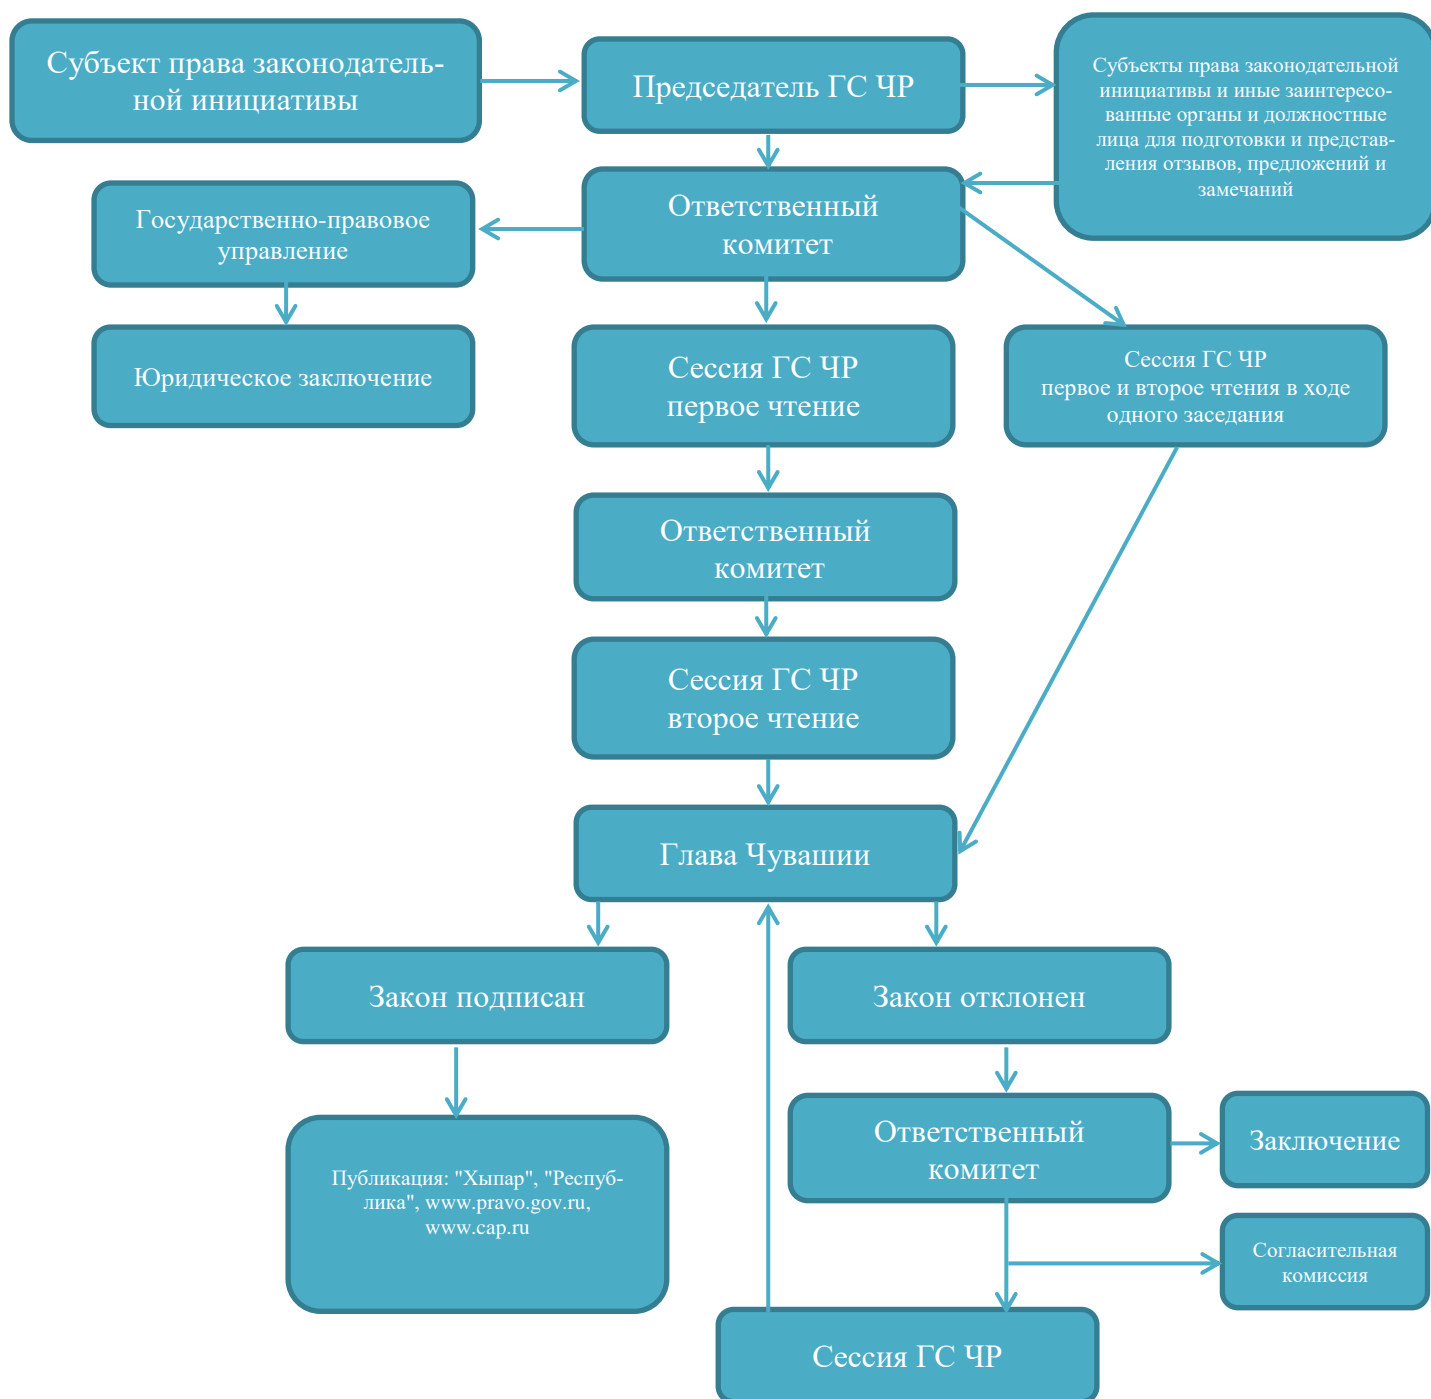 Субъект права законодатель-
ной инициативы
Председатель ГС ЧР
Субъекты права законодательной
инициативы и иные заинтересо-
ванные органы и должностные
лица для подготовки и представ-
ления отзывов, предложений и
замечаний
Государственно-правовое
управление
Ответственный
комитет
Юридическое заключение
Сессия ГС ЧР
первое чтение
Сессия ГС ЧР
первое и второе чтения в ходе
одного заседания
Ответственный
комитет
Сессия ГС ЧР
второе чтение
Глава Чувашии
Закон подписан
Закон отклонен
Публикация: "Хыпар", "Респуб-
лика", www.pravo.gov.ru,
www.cap.ru
Ответственный
комитет
Заключение
Согласительная
комиссия
Сессия ГС ЧР